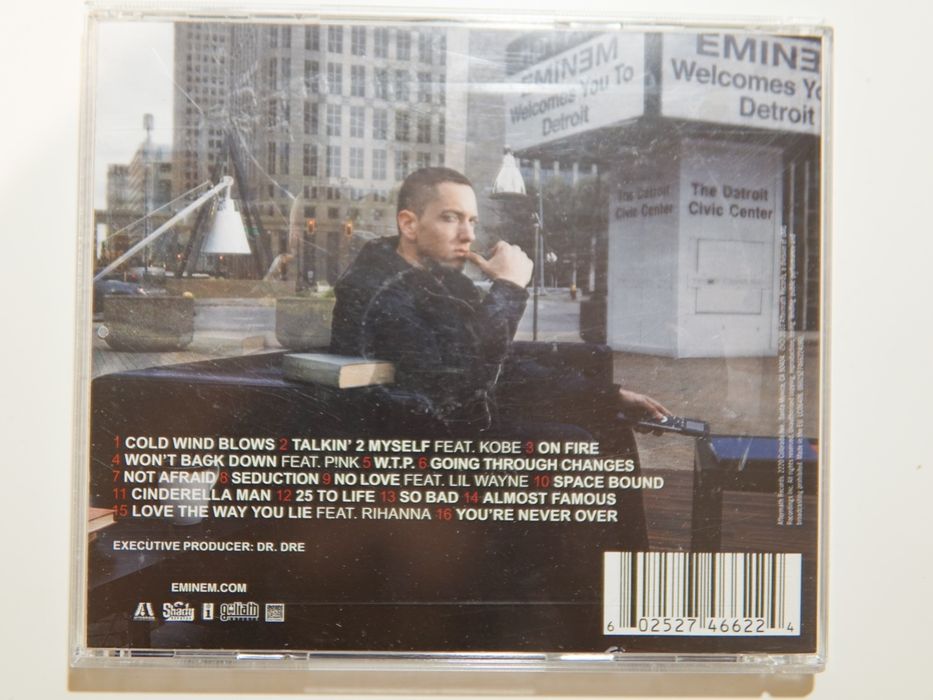 EMINEM
Welcomes You To
Detroit
EMINE
Welcomes Yo
Detroit
The Detroit
Civic Center
The Datroit
Civic Center
1 COLD WIND BLOWS 2 TALKIN' 2 MYSELF FEAT. KOBE 3 ON FIRE
4 WON'T BAGK DOWN FEAT. P!NK 5 W.T.P. 6 GOING THROUGH CHANGES
7 NOT AFRAID 8 SEDUCTION 9 NO LOVE FEAT. LIL WAYNE 10 SPACE BOUND
11 CINDERELLA MAN 12 25 TO LIFE 13 SO BAD 14 ALMOST FAMOUS
15 LOVE THE WAY YOU LIE FEAT. RIHANNA 16 YOU'RE NEVER OVER
EXECUTIVE PRODUCER: DR. DRE
EMINEM.COM
Shady
goliath
6 02527 46622 4